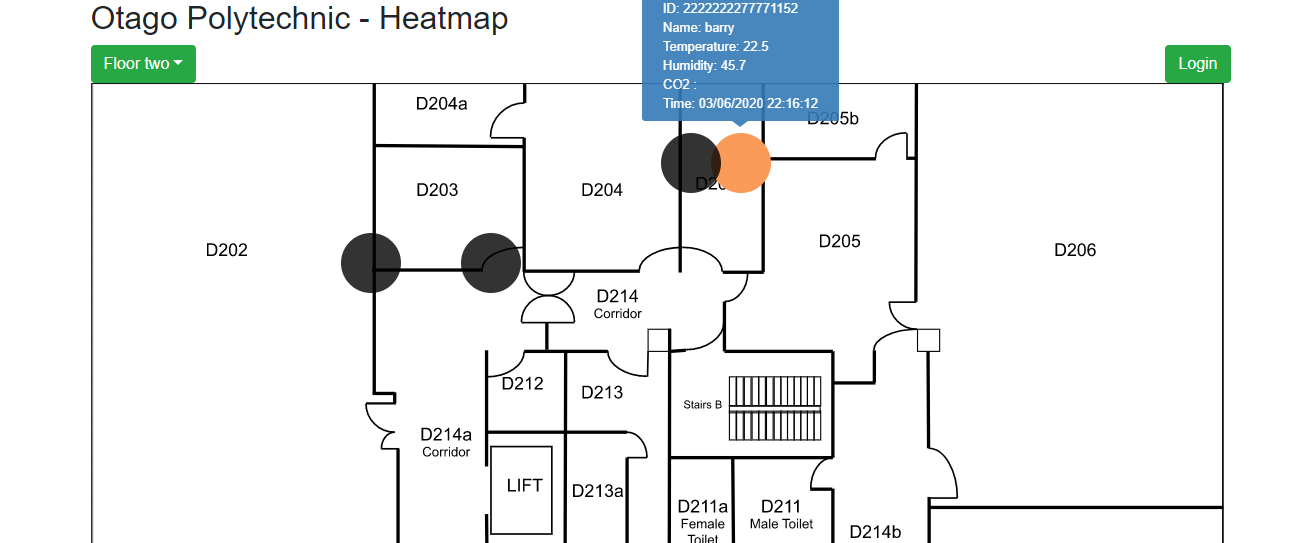 Otago Polytechnic - Heatmap
ID: 2222222277771152
Name: barry
Temperature: 22.5
Humidity: 45.7
CO2 :
Time: 03/06/2020 22:16:12
Floor two
Login
D204a
D205b
D203
D204
D202
D205
D206
D214
Corridor
D212
D213
Stairs B
D214a
Corridor
LIFT
D213a
D211a
Female
Toilet
D211
Male Toilet
D214b